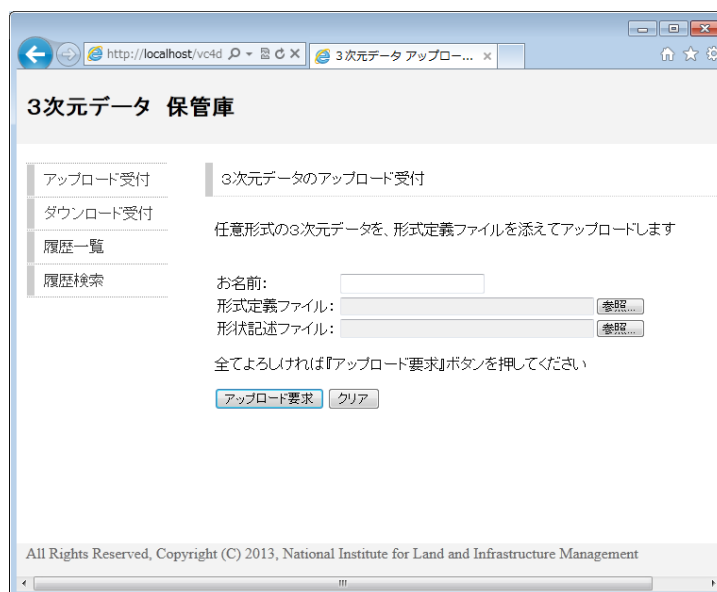 http://localhost/vc4d
3次元データ アップロー...
3次元データ 保管庫
アップロード受付
ダウンロード受付
履歴一覧
履歴検索
3次元データのアップロード受付
任意形式の3次元データを、形式定義ファイルを添えてアップロードします
お名前:
形式定義ファイル:
参照...
形状記述ファイル:
参照...
全てよろしければ『アップロード要求』ボタンを押してください
アップロード要求 クリア
All Rights Reserved, Copyright (C) 2013, National Institute for Land and Infrastructure Management